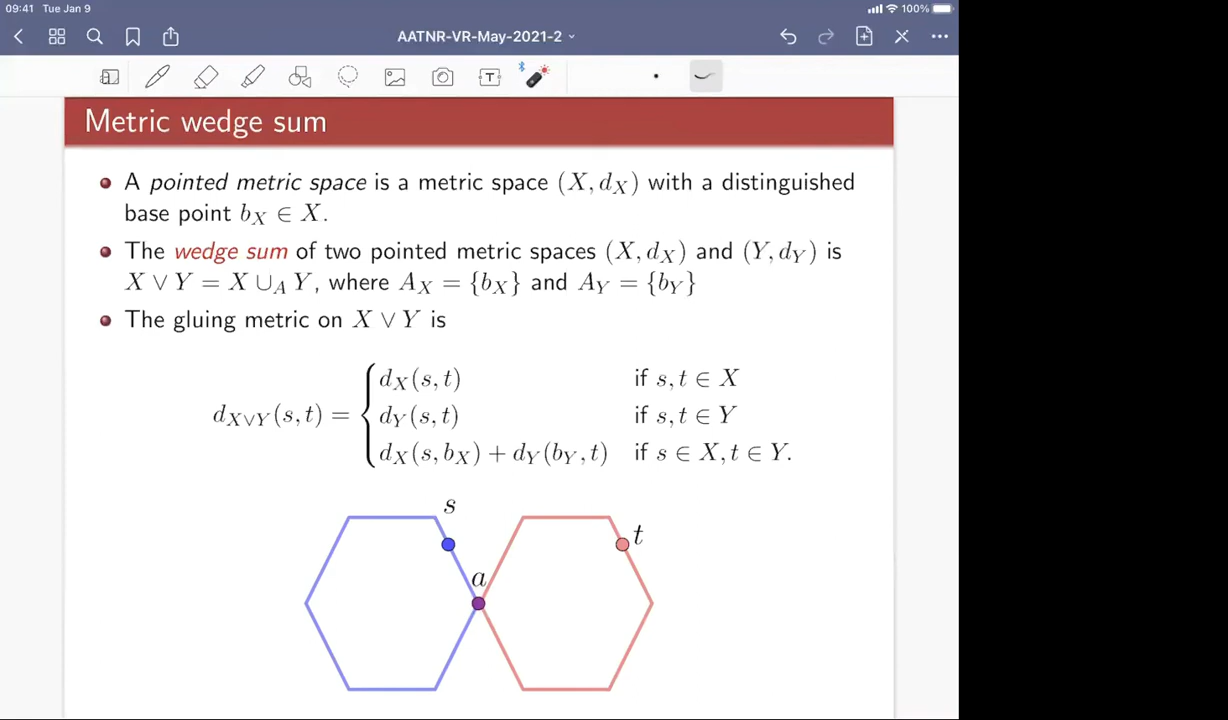 09:41 Tue Jan 9 100%
AATNR-VR-May-2021-2
T
Metric wedge sum
A pointed metric space is a metric space (X, d_X) with a distinguished
base point b_X ∈ X.
The wedge sum of two pointed metric spaces (X, d_X) and (Y, d_Y) is
X ∨ Y = X ∪_A Y, where A_X = {b_X} and A_Y = {b_Y}
The gluing metric on X ∨ Y is
d_X(s, t) if s, t ∈ X
d_{X∨Y}(s, t) = { d_Y(s, t) if s, t ∈ Y
d_X(s, b_X) + d_Y(b_Y, t) if s ∈ X, t ∈ Y.
s
t
a